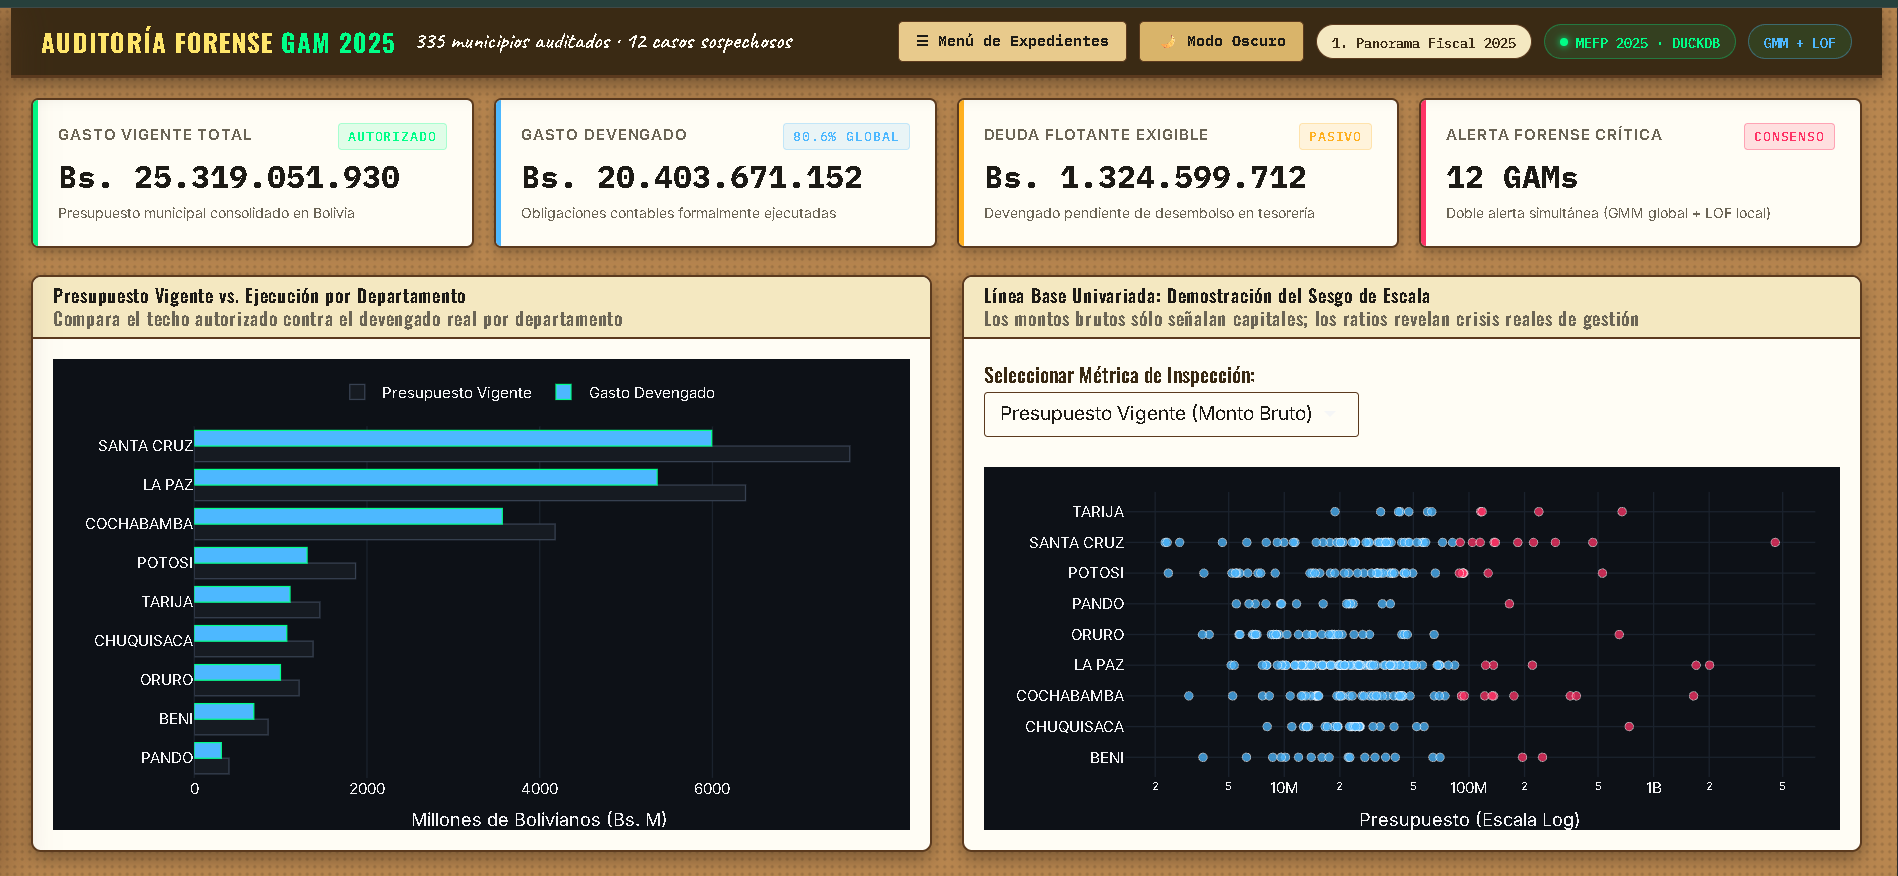 AUDITORÍA FORENSE GAM 2025
335 municipios auditados · 12 casos sospechosos
☰ Menú de Expedientes
Modo Oscuro
1. Panorama Fiscal 2025
MEFP 2025 · DUCKDB
GMM + LOF
GASTO VIGENTE TOTAL
AUTORIZADO
Bs. 25.319.051.930
Presupuesto municipal consolidado en Bolivia
GASTO DEVENGADO
80.6% GLOBAL
Bs. 20.403.671.152
Obligaciones contables formalmente ejecutadas
DEUDA FLOTANTE EXIGIBLE
PASIVO
Bs. 1.324.599.712
Devengado pendiente de desembolso en tesorería
ALERTA FORENSE CRÍTICA
CONSENSO
12 GAMs
Doble alerta simultánea (GMM global + LOF local)
Presupuesto Vigente vs. Ejecución por Departamento
Compara el techo autorizado contra el devengado real por departamento
Presupuesto Vigente
Gasto Devengado
SANTA CRUZ
LA PAZ
COCHABAMBA
POTOSI
TARIJA
CHUQUISACA
ORURO
BENI
PANDO
0 2000 4000 6000
Millones de Bolivianos (Bs. M)
Línea Base Univariada: Demostración del Sesgo de Escala
Los montos brutos sólo señalan capitales; los ratios revelan crisis reales de gestión
Seleccionar Métrica de Inspección:
Presupuesto Vigente (Monto Bruto)
TARIJA
SANTA CRUZ
POTOSI
PANDO
ORURO
LA PAZ
COCHABAMBA
CHUQUISACA
BENI
2 5 10M 2 5 100M 2 5 1B 2 5
Presupuesto (Escala Log)